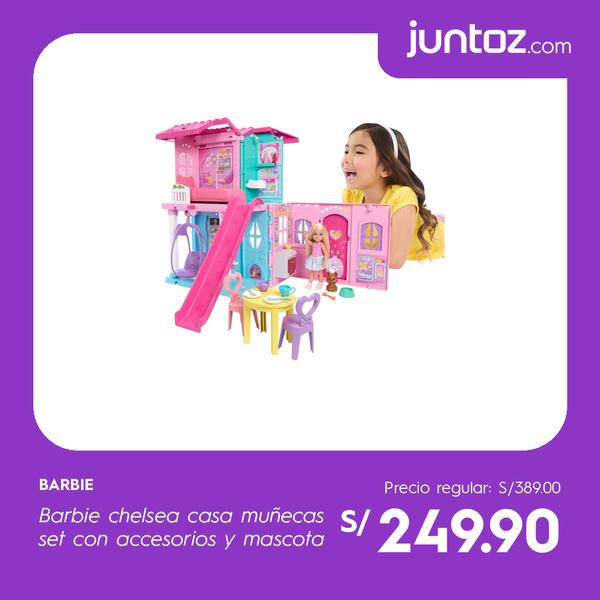 juntoz.com
BARBIE
Barbie chelsea casa muñecas
set con accesorios y mascota
Precio regular: S/389.00
S/249.90